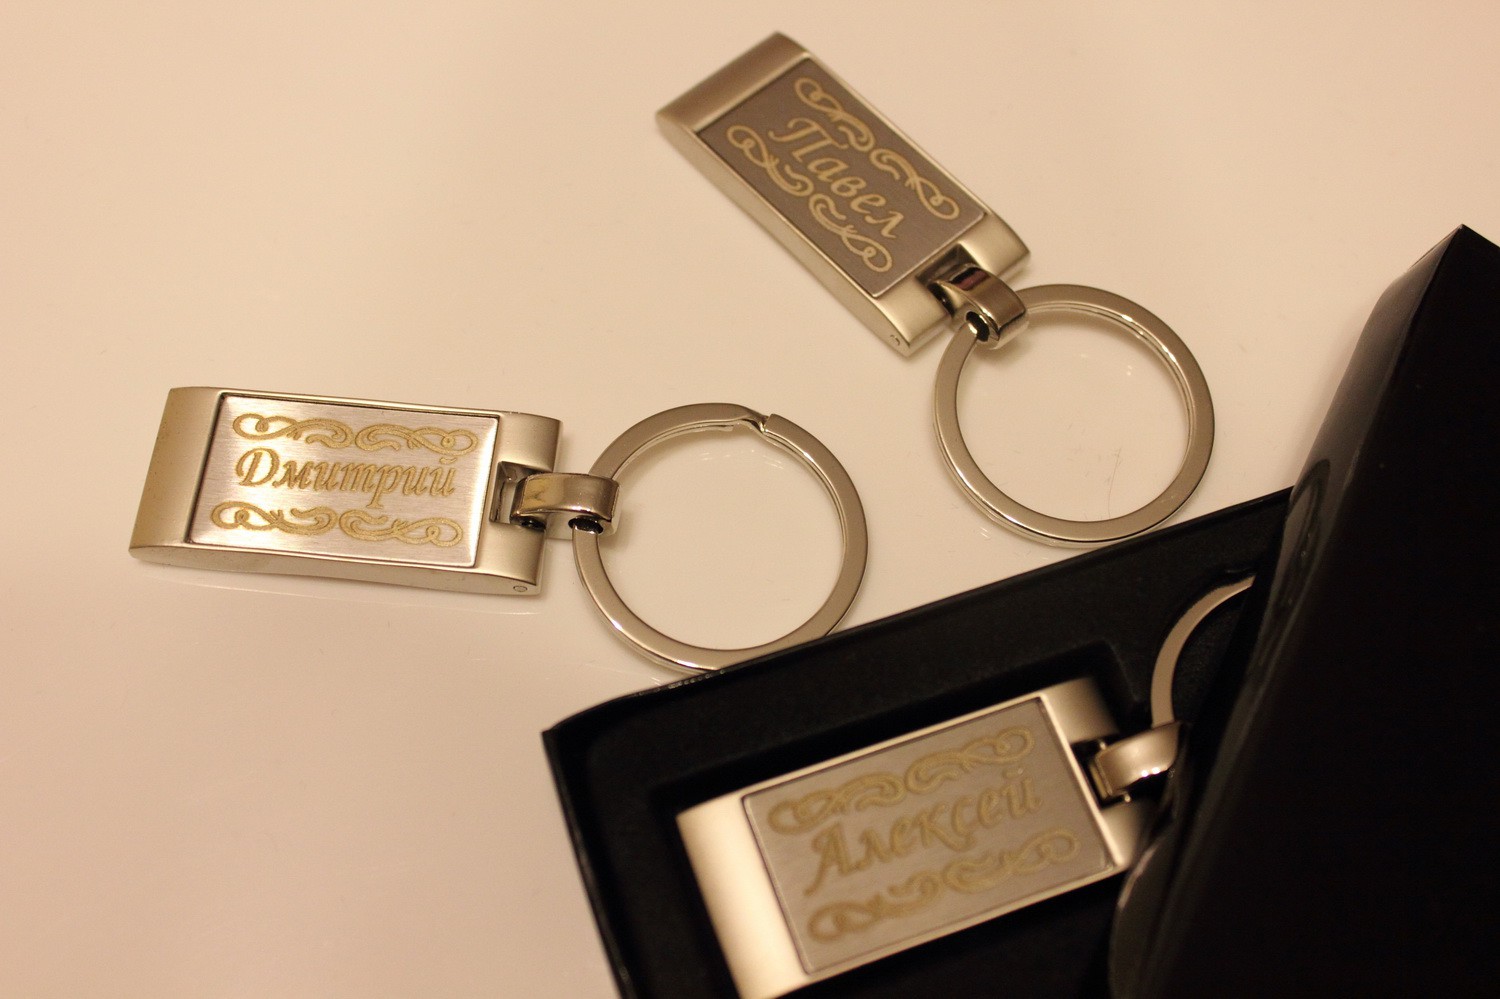 Павел
Дмитрий
Алексей